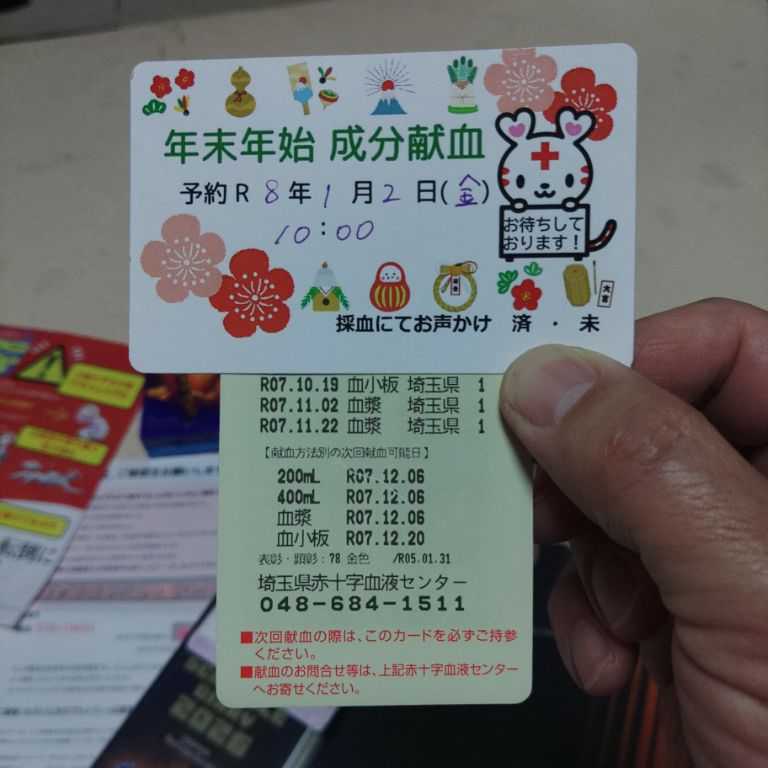 年末年始 成分献血
予約R 8年1月2日(金)
10:00
お待ちして
おります!
採血にてお声かけ 済・未
R07.10.19 血小板 埼玉県 1
R07.11.02 血漿 埼玉県 1
R07.11.22 血漿 埼玉県 1
【献血方法別の次回献血可能日】
200mL R07.12.06
400mL R07.12.06
血漿 R07.12.06
血小板 R07.12.20
表彰・顕彰:78 金色 /R05.01.31
埼玉県赤十字血液センター
048-684-1511
■次回献血の際は、このカードを必ずご持参
ください。
■献血のお問合せ等は、上記赤十字血液センター
へお寄せください。
2026